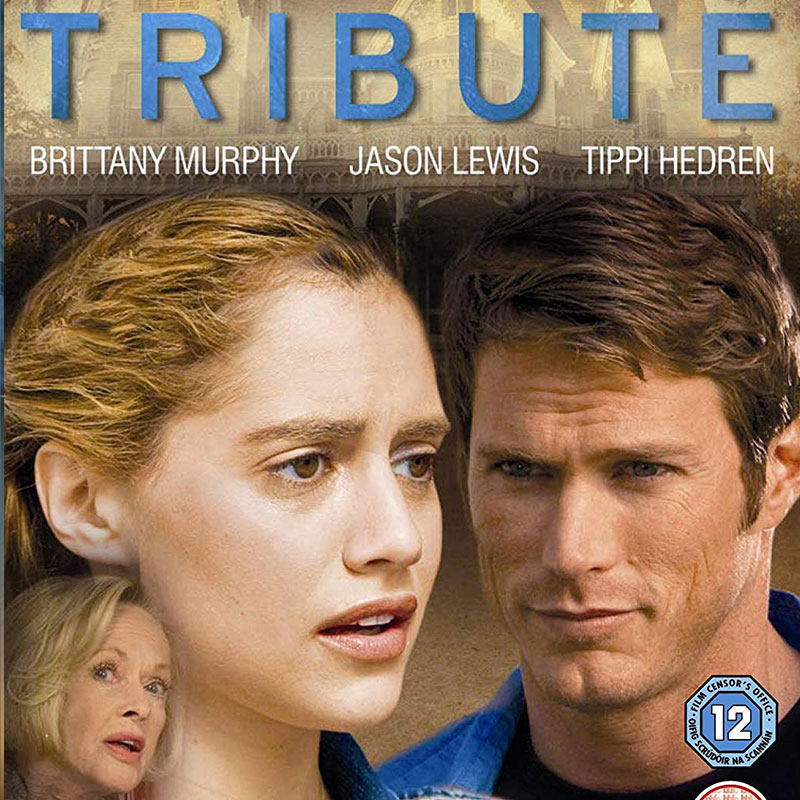 TRIBUTE
BRITTANY MURPHY JASON LEWIS TIPPI HEDREN
· FILM CENSOR'S OFFICE ·
12
OIFIG SCRÚDÓIR NA SCANNÁN